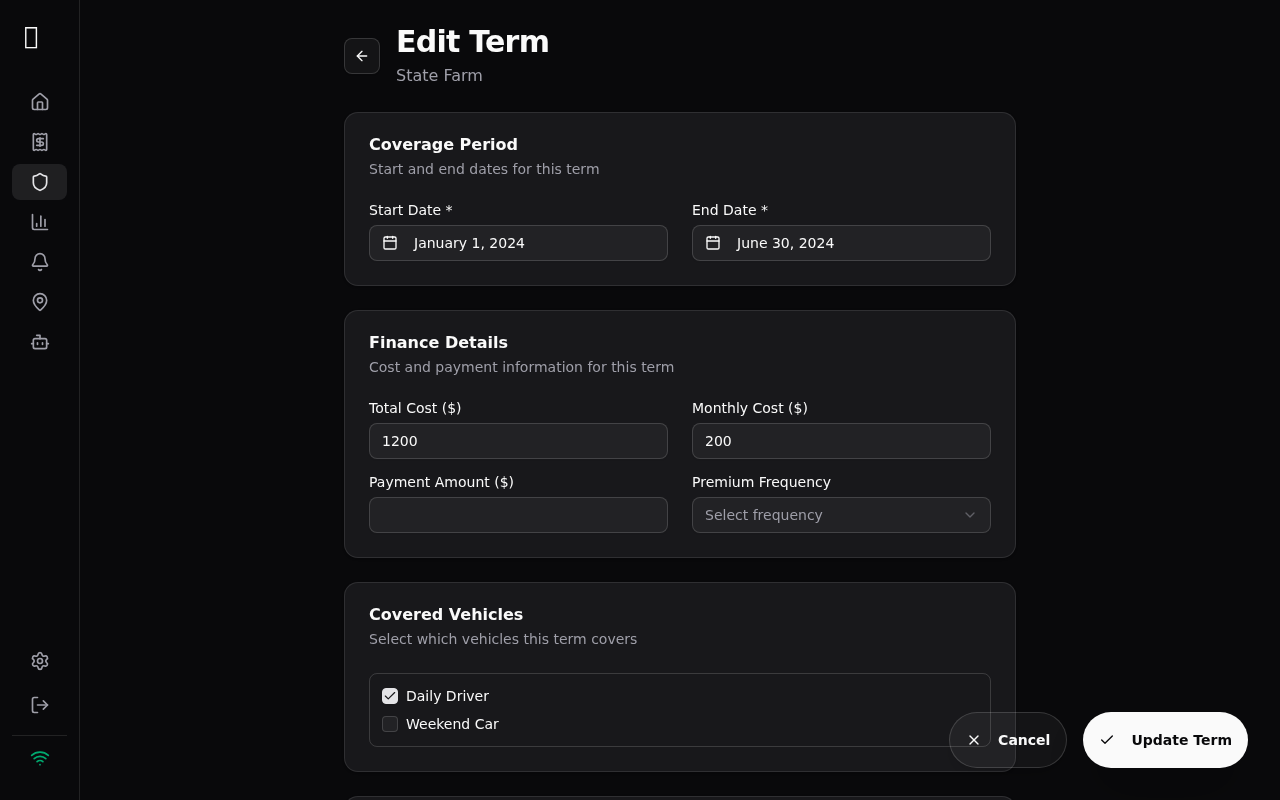 Edit Term
State Farm
Coverage Period
Start and end dates for this term
Start Date *
End Date *
January 1, 2024
June 30, 2024
Finance Details
Cost and payment information for this term
Total Cost ($)
Monthly Cost ($)
1200
200
Payment Amount ($)
Premium Frequency
Select frequency
Covered Vehicles
Select which vehicles this term covers
Daily Driver
Weekend Car
Cancel
Update Term